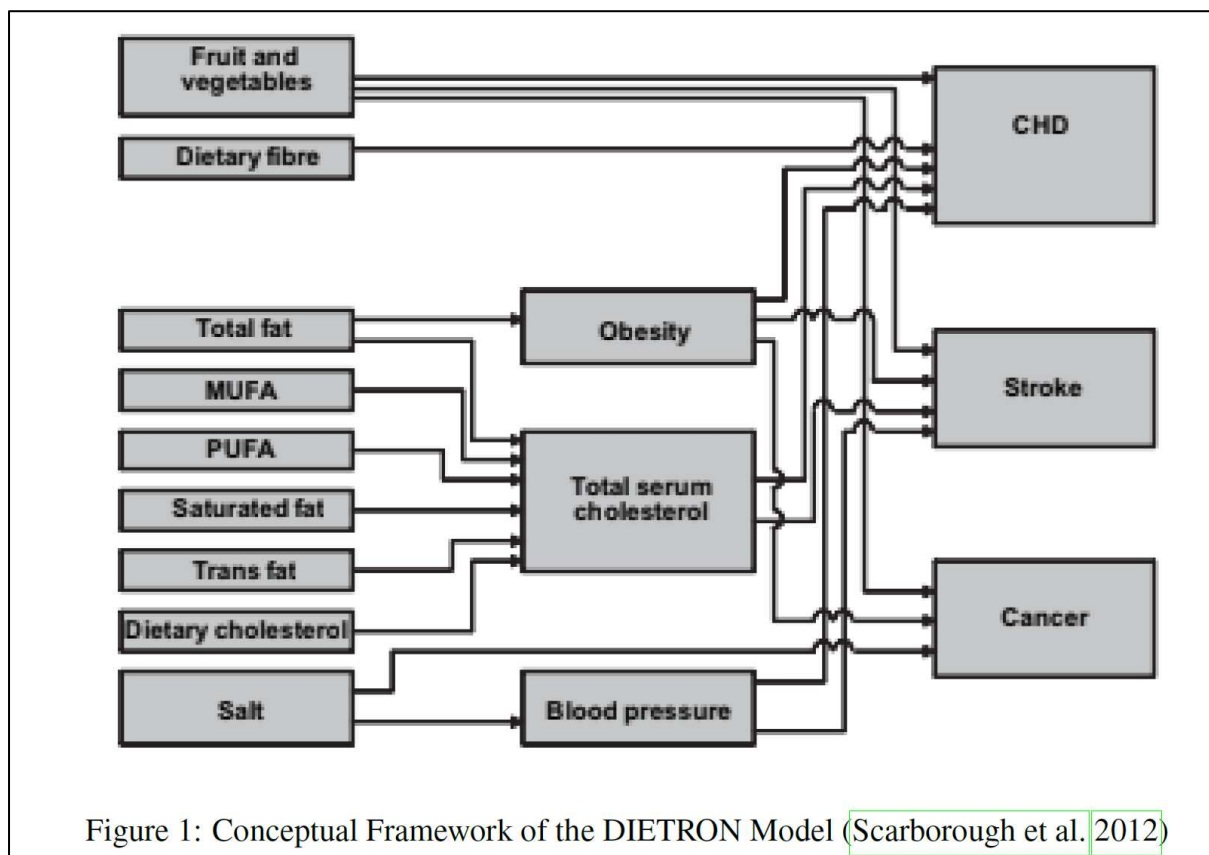 Fruit and
vegetables
CHD
Dietary fibre
Total fat
Obesity
MUFA
Stroke
PUFA
Total serum
cholesterol
Saturated fat
Trans fat
Cancer
Dietary cholesterol
Salt
Blood pressure
Figure 1: Conceptual Framework of the DIETRON Model (Scarborough et al. 2012)